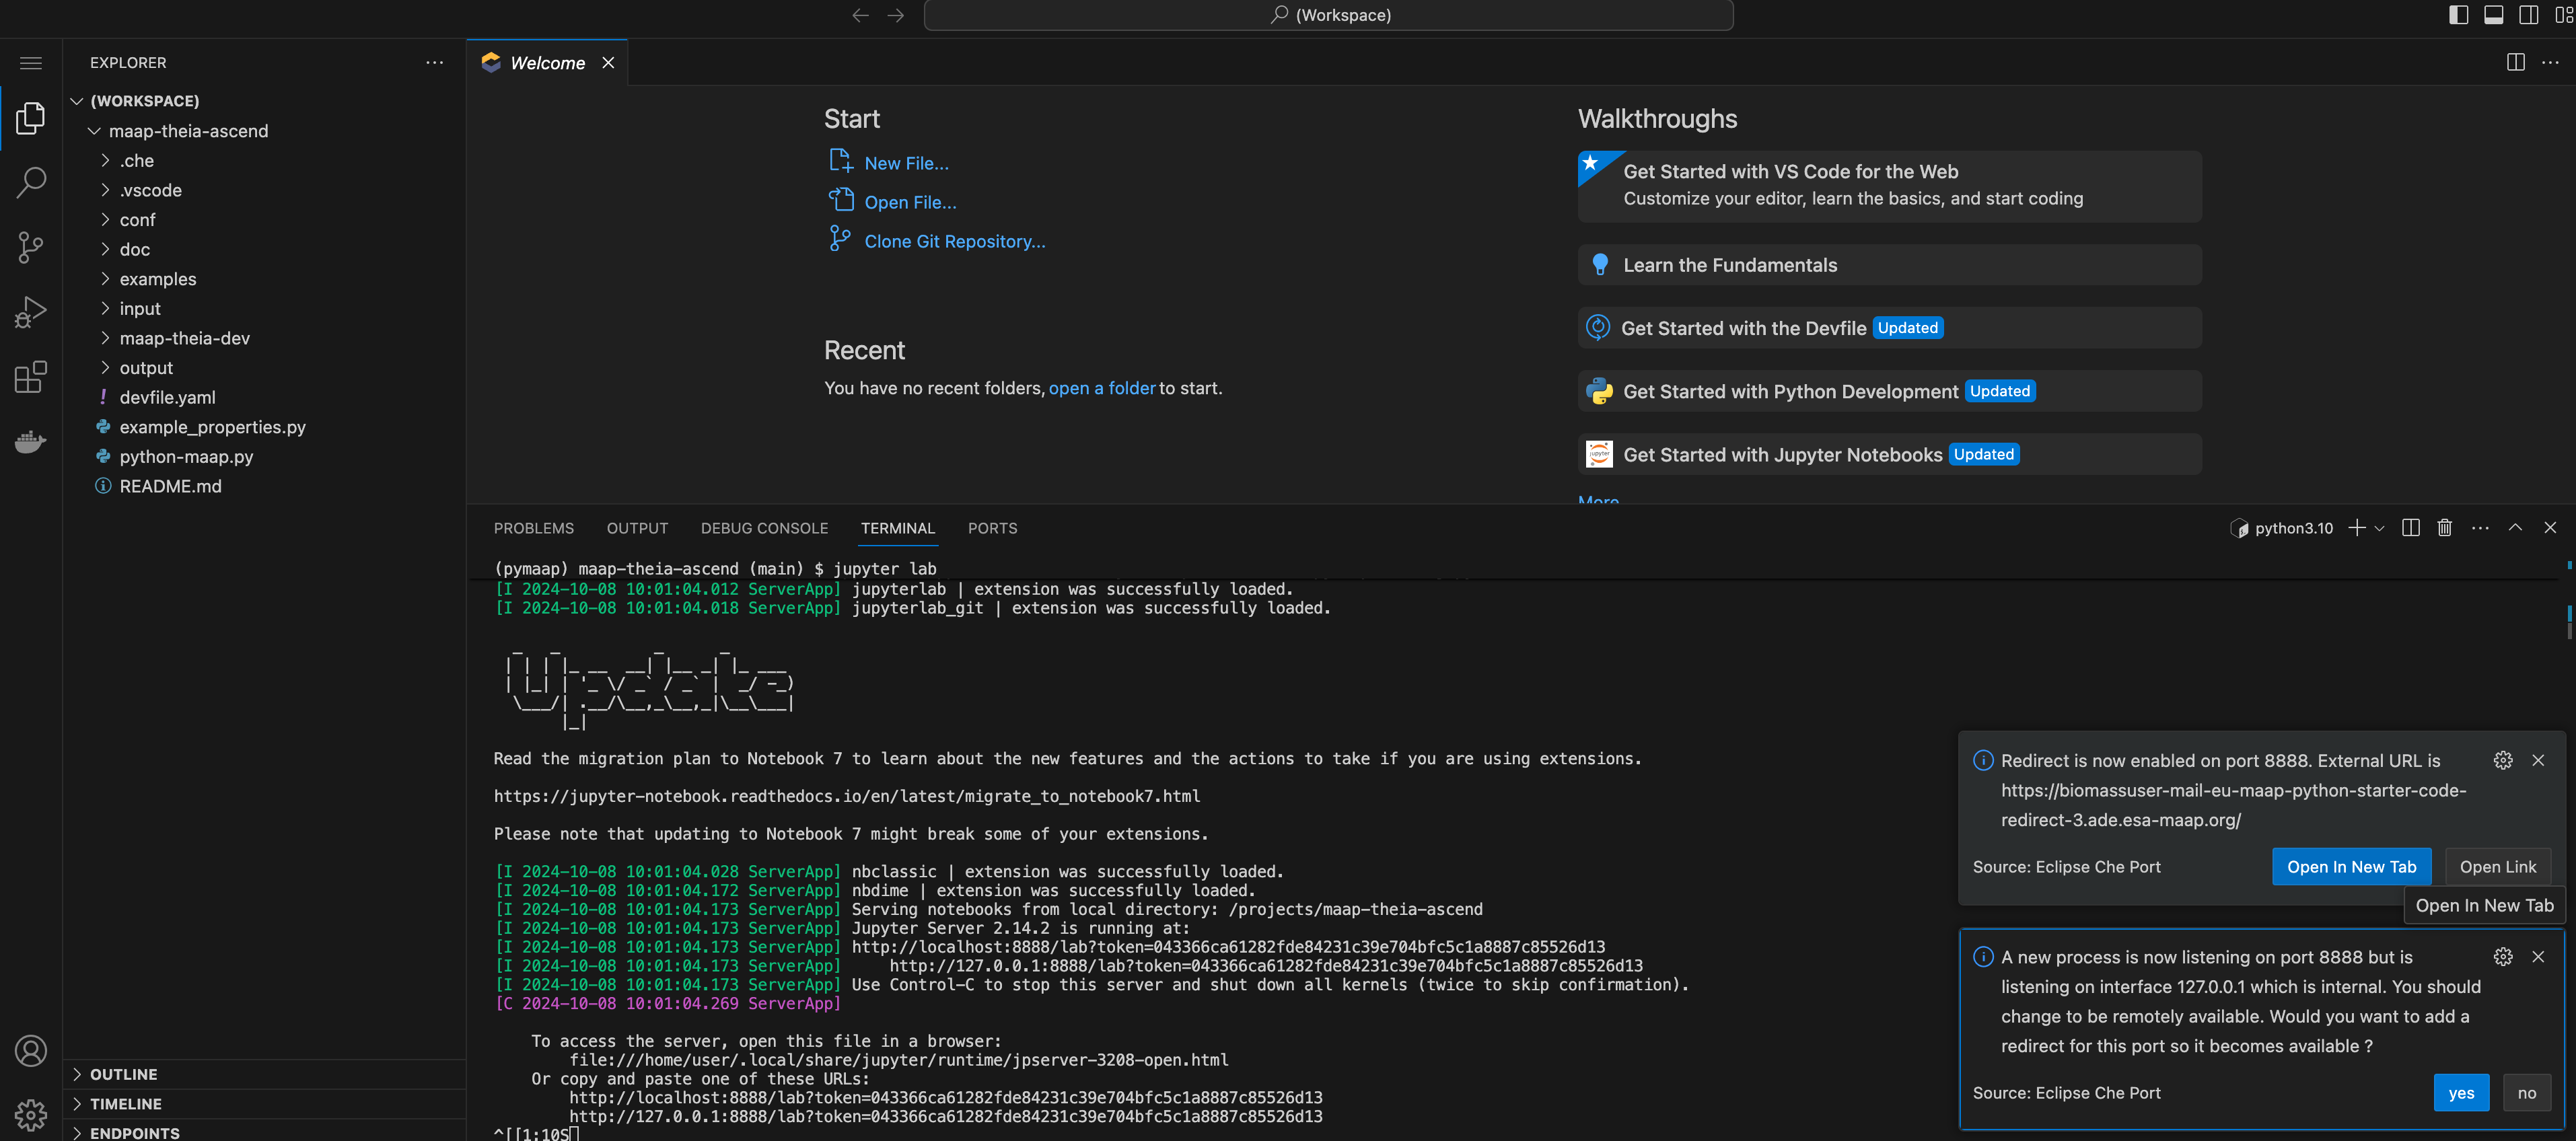 (Workspace)
EXPLORER
(WORKSPACE)
maap-theia-ascend
.che
.vscode
conf
doc
examples
input
maap-theia-dev
output
devfile.yaml
example_properties.py
python-maap.py
README.md
OUTLINE
TIMELINE
ENDPOINTS
Welcome
Start
New File...
Open File...
Clone Git Repository...
Recent
You have no recent folders, open a folder to start.
Walkthroughs
Get Started with VS Code for the Web
Customize your editor, learn the basics, and start coding
Learn the Fundamentals
Get Started with the Devfile Updated
Get Started with Python Development Updated
Get Started with Jupyter Notebooks Updated
More...
PROBLEMS OUTPUT DEBUG CONSOLE TERMINAL PORTS
python3.10
(pymaap) maap-theia-ascend (main) $ jupyter lab
[I 2024-10-08 10:01:04.012 ServerApp] jupyterlab | extension was successfully loaded.
[I 2024-10-08 10:01:04.018 ServerApp] jupyterlab_git | extension was successfully loaded.
Update
Read the migration plan to Notebook 7 to learn about the new features and the actions to take if you are using extensions.
https://jupyter-notebook.readthedocs.io/en/latest/migrate_to_notebook7.html
Please note that updating to Notebook 7 might break some of your extensions.
[I 2024-10-08 10:01:04.028 ServerApp] nbclassic | extension was successfully loaded.
[I 2024-10-08 10:01:04.172 ServerApp] nbdime | extension was successfully loaded.
[I 2024-10-08 10:01:04.173 ServerApp] Serving notebooks from local directory: /projects/maap-theia-ascend
[I 2024-10-08 10:01:04.173 ServerApp] Jupyter Server 2.14.2 is running at:
[I 2024-10-08 10:01:04.173 ServerApp] http://localhost:8888/lab?token=043366ca61282fde84231c39e704bfc5c1a8887c85526d13
[I 2024-10-08 10:01:04.173 ServerApp] http://127.0.0.1:8888/lab?token=043366ca61282fde84231c39e704bfc5c1a8887c85526d13
[I 2024-10-08 10:01:04.173 ServerApp] Use Control-C to stop this server and shut down all kernels (twice to skip confirmation).
[C 2024-10-08 10:01:04.269 ServerApp]
To access the server, open this file in a browser:
file:///home/user/.local/share/jupyter/runtime/jpserver-3208-open.html
Or copy and paste one of these URLs:
http://localhost:8888/lab?token=043366ca61282fde84231c39e704bfc5c1a8887c85526d13
http://127.0.0.1:8888/lab?token=043366ca61282fde84231c39e704bfc5c1a8887c85526d13
^[[1;10S
Redirect is now enabled on port 8888. External URL is
https://biomassuser-mail-eu-maap-python-starter-code-
redirect-3.ade.esa-maap.org/
Source: Eclipse Che Port
Open In New Tab
Open Link
Open In New Tab
A new process is now listening on port 8888 but is
listening on interface 127.0.0.1 which is internal. You should
change to be remotely available. Would you want to add a
redirect for this port so it becomes available ?
Source: Eclipse Che Port
yes
no